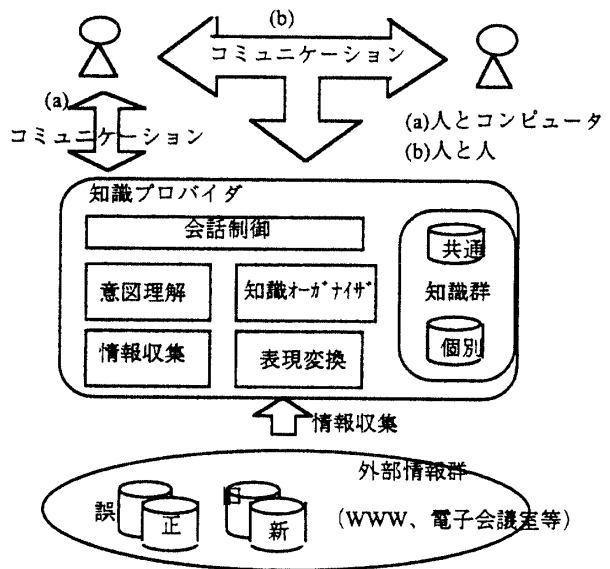 (b)
コミュニケーション
(a)
コミュニケーション
(a)人とコンピュータ
(b)人と人
知識プロバイダ
会話制御
共通
意図理解
知識ｵｰｶﾞﾅｲｻﾞ
知識群
情報収集
表現変換
個別
情報収集
外部情報群
誤
正
旧
新
(WWW、電子会議室等)